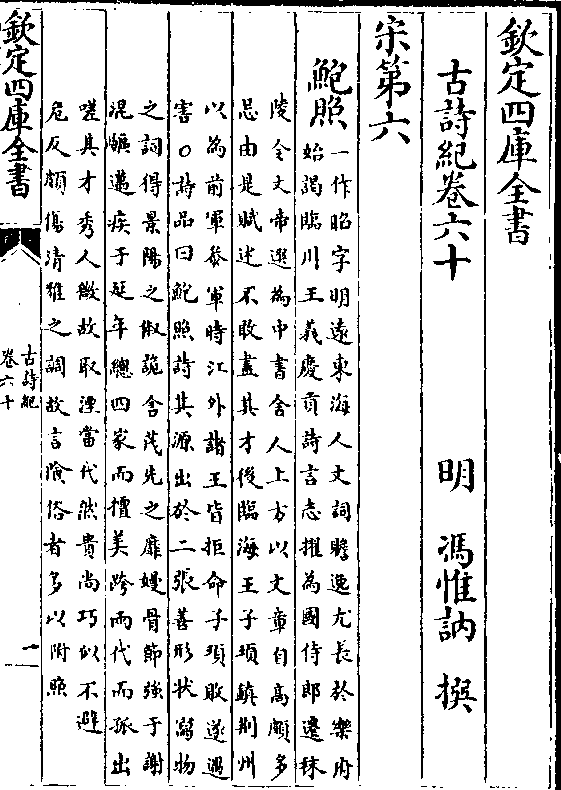 欽定四庫全書
古詩紀卷六十
明 馮惟訥 撰
宋第六
鮑照
一作昭字明遠東海人文詞贍逸尤長於樂府
始謁臨川王義慶貢詩言志擢為國侍郎遷秣
陵令文帝選為中書舍人上方以文章自高頗多
忌由是賦述不敢盡其才後臨海王子頊鎮荆州
以為前軍叅軍時江外諸王皆拒命子頊敗遂遇
害○詩品曰鮑照詩其源出於二張善形狀寫物
之詞得景陽之俶詭含茂先之靡嫚骨節強于謝
混驅邁疾于延年總四家而擅美跨兩代而孤出
嗟其才秀人微故取湮當代然貴尚巧似不避
危仄頗傷清雅之調故言險俗者多以附照
欽定四庫全書
古詩紀
卷六十
一